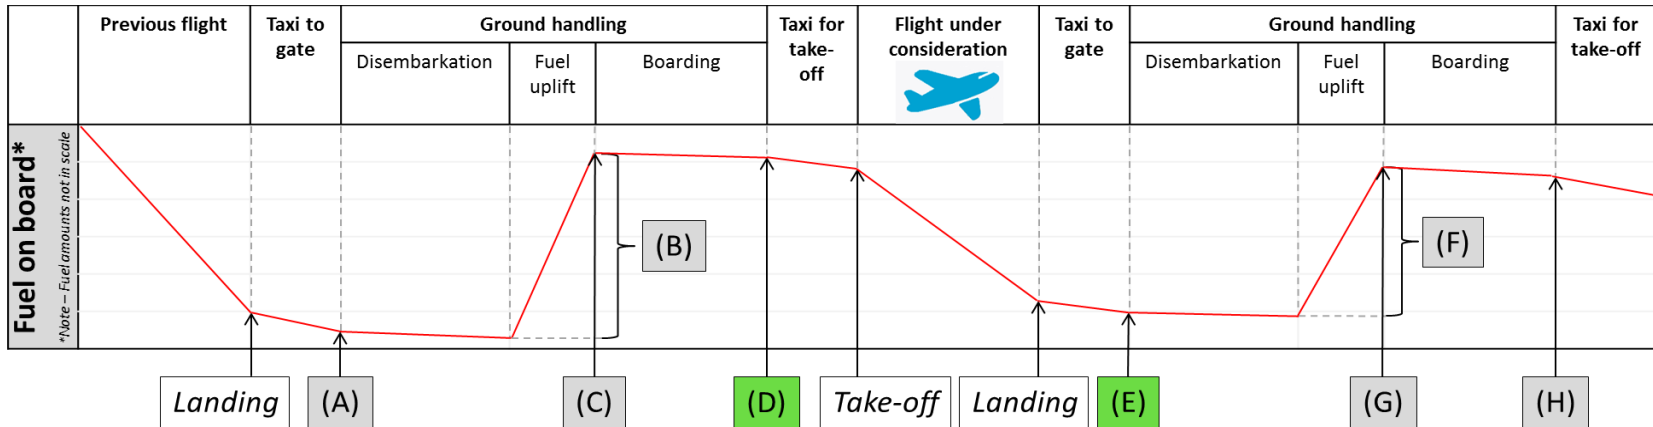 Previous flight
Taxi to
gate
Ground handling
Disembarkation
Fuel
uplift
Boarding
Taxi for
take-
off
Flight under
consideration
Taxi to
gate
Ground handling
Disembarkation
Fuel
uplift
Boarding
Taxi for
take-off
Fuel on board*
*Note – Fuel amounts not in scale
(B)
(F)
Landing
(A)
(C)
(D)
Take-off
Landing
(E)
(G)
(H)